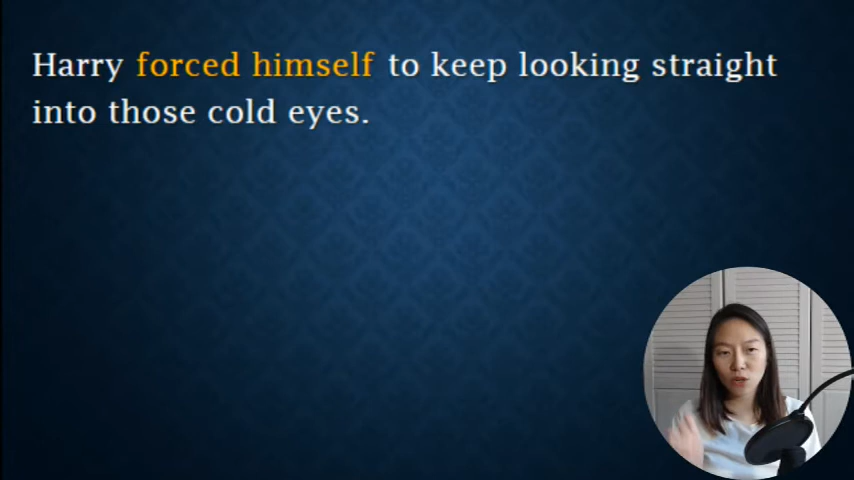 Harry forced himself to keep looking straight
into those cold eyes.